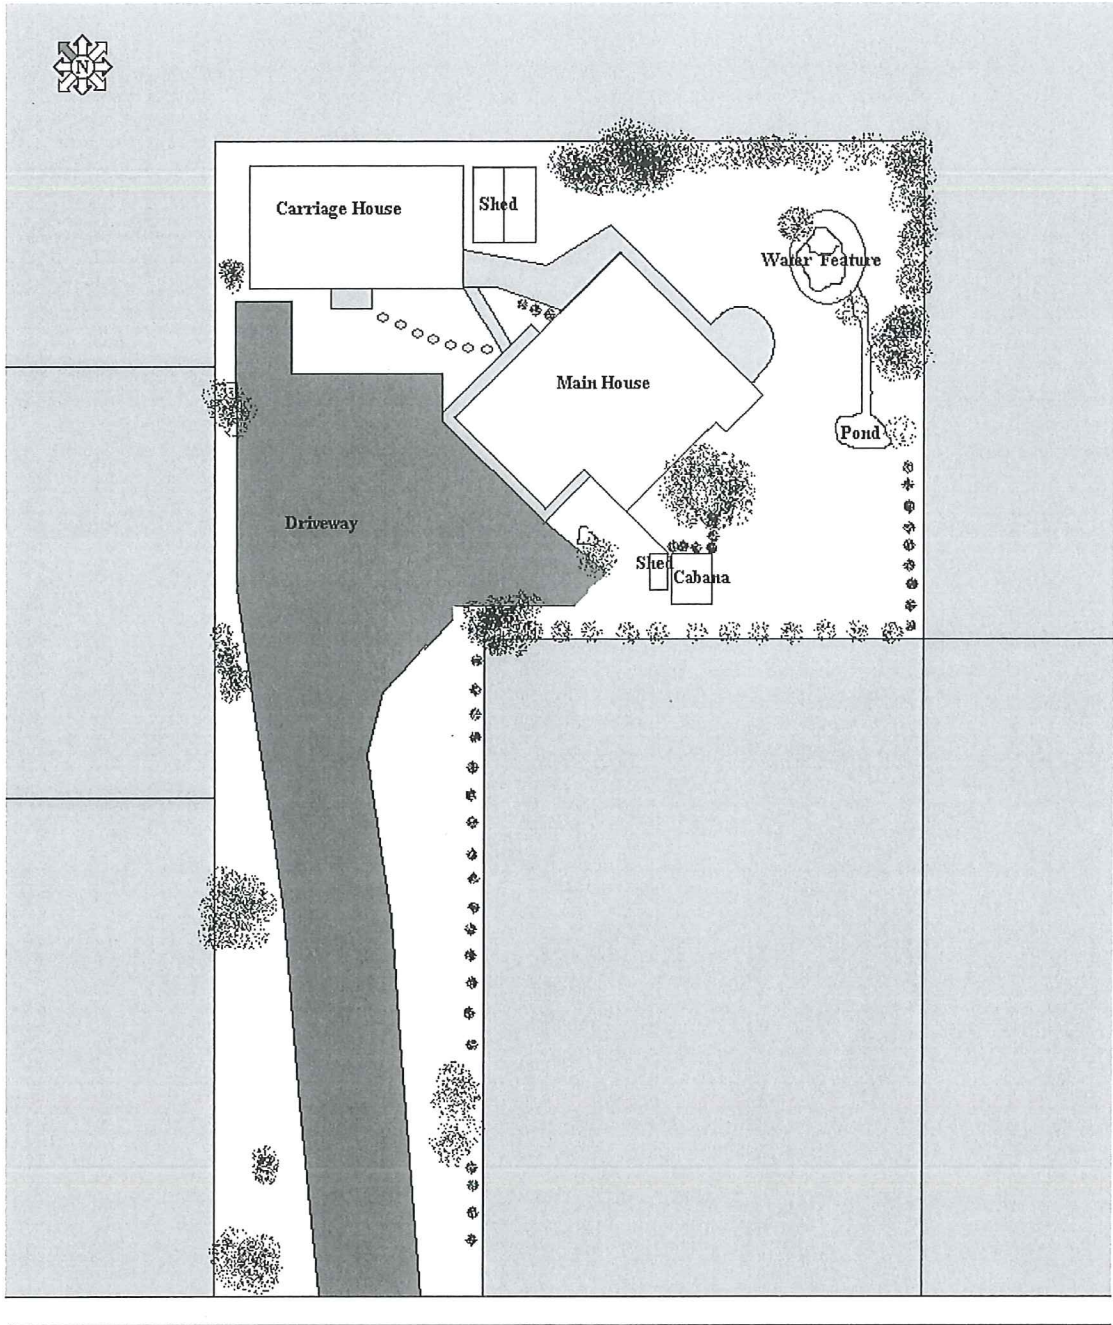 N
Carriage House
Shed
Water Feature
Main House
Pond
Driveway
Shed
Cabana